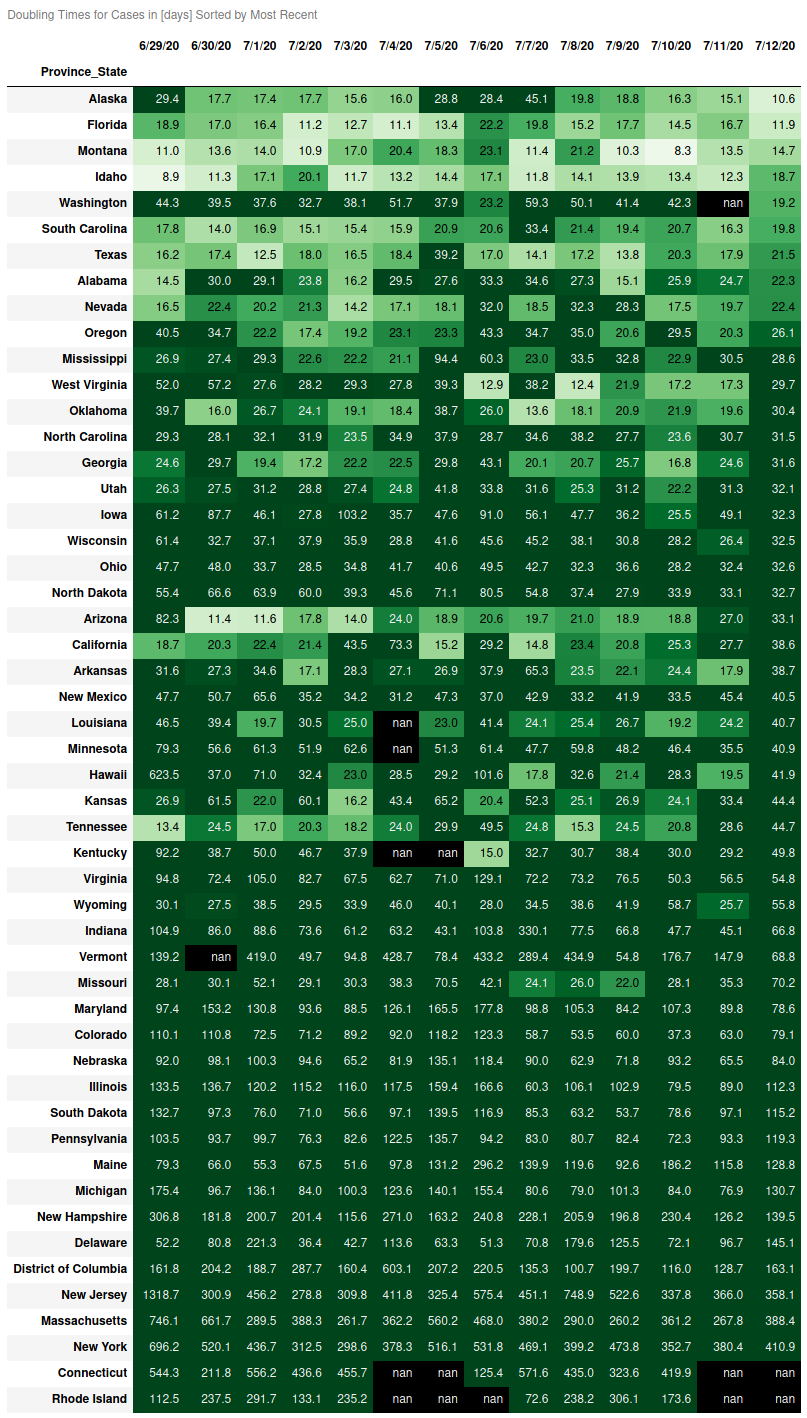 Doubling Times for Cases in [days] Sorted by Most Recent
6/29/20 6/30/20 7/1/20 7/2/20 7/3/20 7/4/20 7/5/20 7/6/20 7/7/20 7/8/20 7/9/20 7/10/20 7/11/20 7/12/20
Province_State
Alaska 29.4 17.7 17.4 17.7 15.6 16.0 28.8 28.4 45.1 19.8 18.8 16.3 15.1 10.6
Florida 18.9 17.0 16.4 11.2 12.7 11.1 13.4 22.2 19.8 15.2 17.7 14.5 16.7 11.9
Montana 11.0 13.6 14.0 10.9 17.0 20.4 18.3 23.1 11.4 21.2 10.3 8.3 13.5 14.7
Idaho 8.9 11.3 17.1 20.1 11.7 13.2 14.4 17.1 11.8 14.1 13.9 13.4 12.3 18.7
Washington 44.3 39.5 37.6 32.7 38.1 51.7 37.9 23.2 59.3 50.1 41.4 42.3 nan 19.2
South Carolina 17.8 14.0 16.9 15.1 15.4 15.9 20.9 20.6 33.4 21.4 19.4 20.7 16.3 19.8
Texas 16.2 17.4 12.5 18.0 16.5 18.4 39.2 17.0 14.1 17.2 13.8 20.3 17.9 21.5
Alabama 14.5 30.0 29.1 23.8 16.2 29.5 27.6 33.3 34.6 27.3 15.1 25.9 24.7 22.3
Nevada 16.5 22.4 20.2 21.3 14.2 17.1 18.1 32.0 18.5 32.3 28.3 17.5 19.7 22.4
Oregon 40.5 34.7 22.2 17.4 19.2 23.1 23.3 43.3 34.7 35.0 20.6 29.5 20.3 26.1
Mississippi 26.9 27.4 29.3 22.6 22.2 21.1 94.4 60.3 23.0 33.5 32.8 22.9 30.5 28.6
West Virginia 52.0 57.2 27.6 28.2 29.3 27.8 39.3 12.9 38.2 12.4 21.9 17.2 17.3 29.7
Oklahoma 39.7 16.0 26.7 24.1 19.1 18.4 38.7 26.0 13.6 18.1 20.9 21.9 19.6 30.4
North Carolina 29.3 28.1 32.1 31.9 23.5 34.9 37.9 28.7 34.6 38.2 27.7 23.6 30.7 31.5
Georgia 24.6 29.7 19.4 17.2 22.2 22.5 29.8 43.1 20.1 20.7 25.7 16.8 24.6 31.6
Utah 26.3 27.5 31.2 28.8 27.4 24.8 41.8 33.8 31.6 25.3 31.2 22.2 31.3 32.1
Iowa 61.2 87.7 46.1 27.8 103.2 35.7 47.6 91.0 56.1 47.7 36.2 25.5 49.1 32.3
Wisconsin 61.4 32.7 37.1 37.9 35.9 28.8 41.6 45.6 45.2 38.1 30.8 28.2 26.4 32.5
Ohio 47.7 48.0 33.7 28.5 34.8 41.7 40.6 49.5 42.7 32.3 36.6 28.2 32.4 32.6
North Dakota 55.4 66.6 63.9 60.0 39.3 45.6 71.1 80.5 54.8 37.4 27.9 33.9 33.1 32.7
Arizona 82.3 11.4 11.6 17.8 14.0 24.0 18.9 20.6 19.7 21.0 18.9 18.8 27.0 33.1
California 18.7 20.3 22.4 21.4 43.5 73.3 15.2 29.2 14.8 23.4 20.8 25.3 27.7 38.6
Arkansas 31.6 27.3 34.6 17.1 28.3 27.1 26.9 37.9 65.3 23.5 22.1 24.4 17.9 38.7
New Mexico 47.7 50.7 65.6 35.2 34.2 31.2 47.3 37.0 42.9 33.2 41.9 33.5 45.4 40.5
Louisiana 46.5 39.4 19.7 30.5 25.0 nan 23.0 41.4 24.1 25.4 26.7 19.2 24.2 40.7
Minnesota 79.3 56.6 61.3 51.9 62.6 nan 51.3 61.4 47.7 59.8 48.2 46.4 35.5 40.9
Hawaii 623.5 37.0 71.0 32.4 23.0 28.5 29.2 101.6 17.8 32.6 21.4 28.3 19.5 41.9
Kansas 26.9 61.5 22.0 60.1 16.2 43.4 65.2 20.4 52.3 25.1 26.9 24.1 33.4 44.4
Tennessee 13.4 24.5 17.0 20.3 18.2 24.0 29.9 49.5 24.8 15.3 24.5 20.8 28.6 44.7
Kentucky 92.2 38.7 50.0 46.7 37.9 nan nan 15.0 32.7 30.7 38.4 30.0 29.2 49.8
Virginia 94.8 72.4 105.0 82.7 67.5 62.7 71.0 129.1 72.2 73.2 76.5 50.3 56.5 54.8
Wyoming 30.1 27.5 38.5 29.5 33.9 46.0 40.1 28.0 34.5 38.6 41.9 58.7 25.7 55.8
Indiana 104.9 86.0 88.6 73.6 61.2 63.2 43.1 103.8 330.1 77.5 66.8 47.7 45.1 66.8
Vermont 139.2 nan 419.0 49.7 94.8 428.7 78.4 433.2 289.4 434.9 54.8 176.7 147.9 68.8
Missouri 28.1 30.1 52.1 29.1 30.3 38.3 70.5 42.1 24.1 26.0 22.0 28.1 35.3 70.2
Maryland 97.4 153.2 130.8 93.6 88.5 126.1 165.5 177.8 98.8 105.3 84.2 107.3 89.8 78.6
Colorado 110.1 110.8 72.5 71.2 89.2 92.0 118.2 123.3 58.7 53.5 60.0 37.3 63.0 79.1
Nebraska 92.0 98.1 100.3 94.6 65.2 81.9 135.1 118.4 90.0 62.9 71.8 93.2 65.5 84.0
Illinois 133.5 136.7 120.2 115.2 116.0 117.5 159.4 166.6 60.3 106.1 102.9 79.5 89.0 112.3
South Dakota 132.7 97.3 76.0 71.0 56.6 97.1 139.5 116.9 85.3 63.2 53.7 78.6 97.1 115.2
Pennsylvania 103.5 93.7 99.7 76.3 82.6 122.5 135.7 94.2 83.0 80.7 82.4 72.3 93.3 119.3
Maine 79.3 66.0 55.3 67.5 51.6 97.8 131.2 296.2 139.9 119.6 92.6 186.2 115.8 128.8
Michigan 175.4 96.7 136.1 84.0 100.3 123.6 140.1 155.4 80.6 79.0 101.3 84.0 76.9 130.7
New Hampshire 306.8 181.8 200.7 201.4 115.6 271.0 163.2 240.8 228.1 205.9 196.8 230.4 126.2 139.5
Delaware 52.2 80.8 221.3 36.4 42.7 113.6 63.3 51.3 70.8 179.6 125.5 72.1 96.7 145.1
District of Columbia 161.8 204.2 188.7 287.7 160.4 603.1 207.2 220.5 135.3 100.7 199.7 116.0 128.7 163.1
New Jersey 1318.7 300.9 456.2 278.8 309.8 411.8 325.4 575.4 451.1 748.9 522.6 337.8 366.0 358.1
Massachusetts 746.1 661.7 289.5 388.3 261.7 362.2 560.2 468.0 380.2 290.0 260.2 361.2 267.8 388.4
New York 696.2 520.1 436.7 312.5 298.6 378.3 516.1 531.8 469.1 399.2 473.8 352.7 380.4 410.9
Connecticut 544.3 211.8 556.2 436.6 455.7 nan nan 125.4 571.6 435.0 323.6 419.9 nan nan
Rhode Island 112.5 237.5 291.7 133.1 235.2 nan nan nan 72.6 238.2 306.1 173.6 nan nan